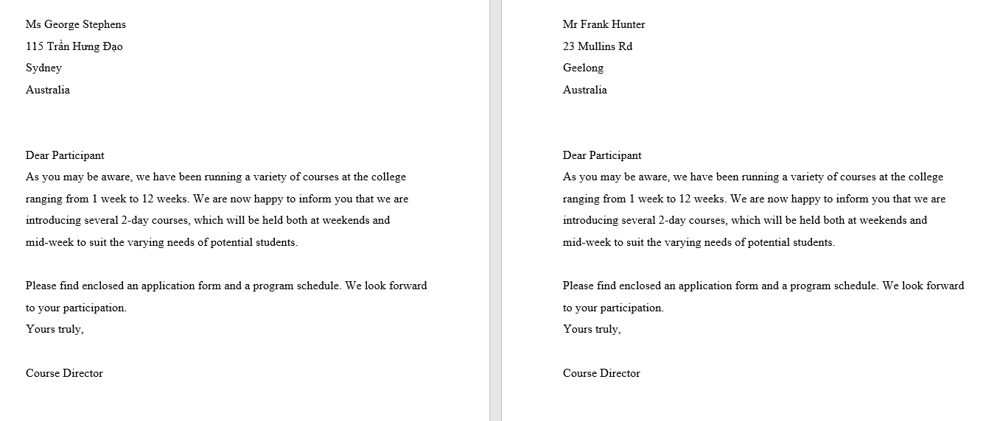 Ms George Stephens
115 Trần Hưng Đạo
Sydney
Australia
Dear Participant
As you may be aware, we have been running a variety of courses at the college
ranging from 1 week to 12 weeks. We are now happy to inform you that we are
introducing several 2-day courses, which will be held both at weekends and
mid-week to suit the varying needs of potential students.
Please find enclosed an application form and a program schedule. We look forward
to your participation.
Yours truly,
Course Director
Mr Frank Hunter
23 Mullins Rd
Geelong
Australia
Dear Participant
As you may be aware, we have been running a variety of courses at the college
ranging from 1 week to 12 weeks. We are now happy to inform you that we are
introducing several 2-day courses, which will be held both at weekends and
mid-week to suit the varying needs of potential students.
Please find enclosed an application form and a program schedule. We look forward
to your participation.
Yours truly,
Course Director